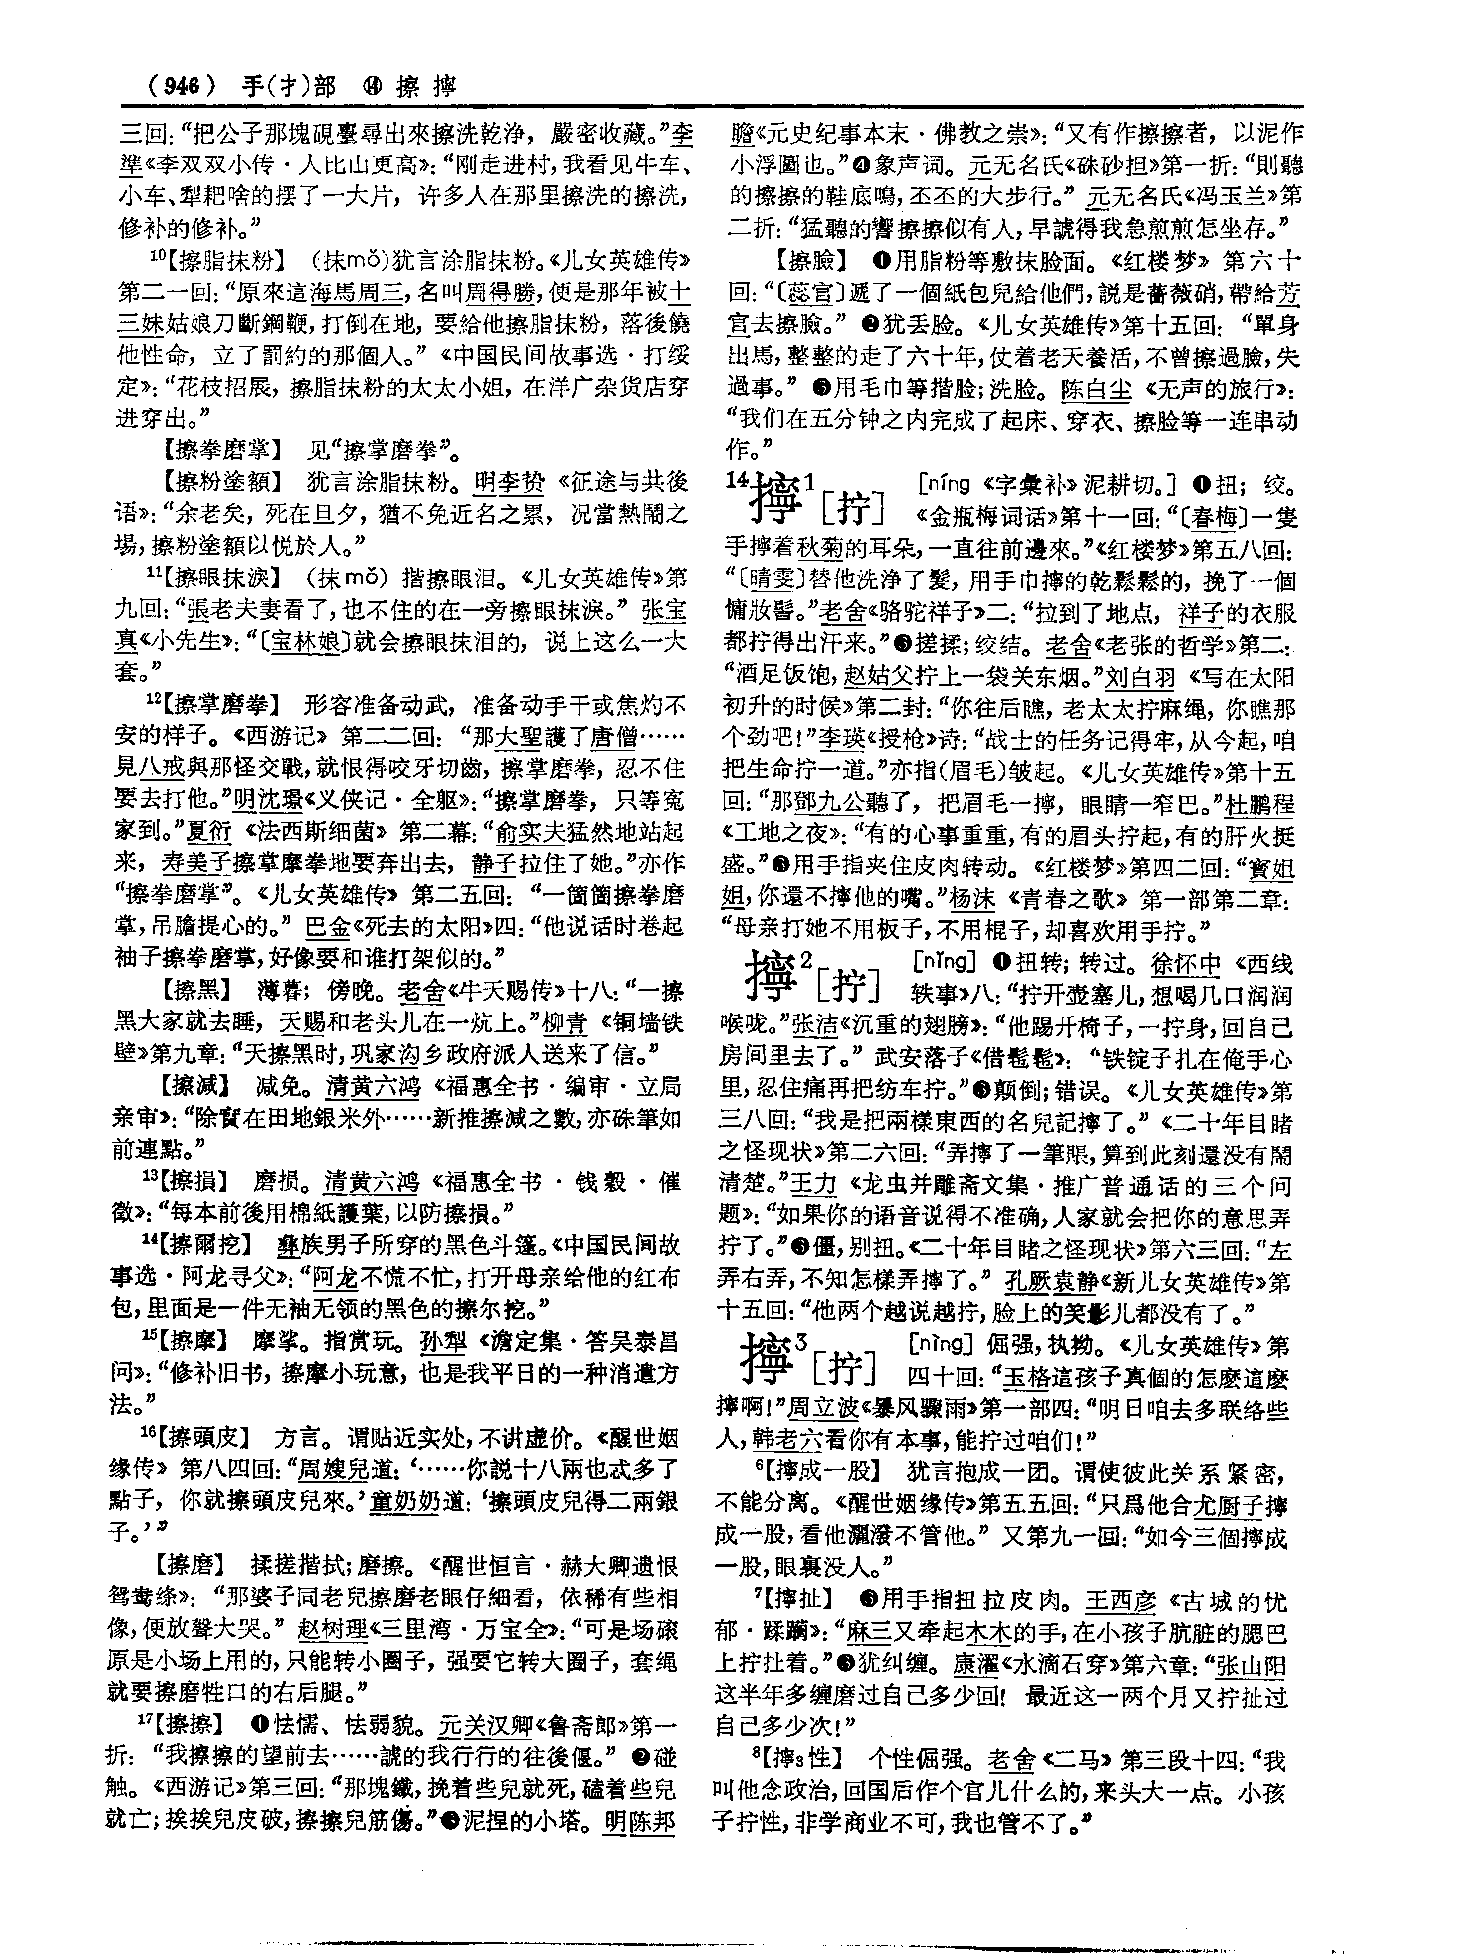 （946） 手(扌)部 ⑭ 擦 擰
三回：“把公子那塊硯臺尋出來擦洗乾浄，嚴密收藏。”李
準《李双双小传·人比山更高》：“刚走进村，我看见牛车、
小车、犁耙啥的摆了一大片，许多人在那里擦洗的擦洗，
修补的修补。”
10【擦脂抹粉】 （抹mǒ）犹言涂脂抹粉。《儿女英雄传》
第二一回：“原來這海馬周三，名叫周得勝，便是那年被十
三妹姑娘刀斷鋼鞭，打倒在地，要給他擦脂抹粉，落後饒
他性命，立了罰約的那個人。”《中国民间故事选·打绥
定》：“花枝招展，擦脂抹粉的太太小姐，在洋广杂货店穿
进穿出。”
【擦拳磨掌】 见“擦掌磨拳”。
【擦粉塗額】 犹言涂脂抹粉。明李贽《征途与共後
语》：“余老矣，死在旦夕，猶不免近名之累，况當熱鬧之
場，擦粉塗額以悦於人。”
11【擦眼抹淚】 （抹mǒ）揩擦眼泪。《儿女英雄传》第
九回：“張老夫妻看了，也不住的在一旁擦眼抹淚。”张宝
真《小先生》：“〔宝林娘〕就会擦眼抹泪的，说上这么一大
套。”
12【擦掌磨拳】 形容准备动武，准备动手干或焦灼不
安的样子。《西游记》第二二回：“那大聖護了唐僧……
見八戒與那怪交戰，就恨得咬牙切齒，擦掌磨拳，忍不住
要去打他。”明沈璟《义侠记·全躯》：“擦掌磨拳，只等冤
家到。”夏衍《法西斯细菌》第二幕：“俞实夫猛然地站起
来，寿美子擦掌摩拳地要奔出去，静子拉住了她。”亦作
“擦拳磨掌”。《儿女英雄传》第二五回：“一箇箇擦拳磨
掌，吊膽提心的。”巴金《死去的太阳》四：“他说话时卷起
袖子擦拳磨掌，好像要和谁打架似的。”
【擦黑】 薄暮；傍晚。老舍《牛天赐传》十八：“一擦
黑大家就去睡，天赐和老头儿在一炕上。”柳青《铜墙铁
壁》第九章：“天擦黑时，巩家沟乡政府派人送来了信。”
【擦減】 减免。清黄六鸿《福惠全书·编审·立局
亲审》：“除實在田地銀米外……新推擦減之數，亦硃筆如
前連點。”
13【擦損】 磨损。清黄六鸿《福惠全书·钱穀·催
徵》：“每本前後用棉紙護葉，以防擦損。”
14【擦爾挖】 彝族男子所穿的黑色斗篷。《中国民间故
事选·阿龙寻父》：“阿龙不慌不忙，打开母亲给他的红布
包，里面是一件无袖无领的黑色的擦尔挖。”
15【擦摩】 摩挲。指赏玩。孙犁《澹定集·答吴泰昌
问》：“修补旧书，擦摩小玩意，也是我平日的一种消遣方
法。”
16【擦頭皮】 方言。谓贴近实处，不讲虚价。《醒世姻
缘传》第八四回：“周嫂兒道：‘……你説十八兩也忒多了
點子，你就擦頭皮兒來。’童奶奶道：‘擦頭皮兒得二兩銀
子。’”
【擦磨】 揉搓揩拭；磨擦。《醒世恒言·赫大卿遗恨
鸳鸯绦》：“那婆子同老兒擦磨老眼仔細看，依稀有些相
像，便放聲大哭。”赵树理《三里湾·万宝全》：“可是场磙
原是小场上用的，只能转小圈子，强要它转大圈子，套绳
就要擦磨牲口的右后腿。”
17【擦擦】 ❶怯懦、怯弱貌。元关汉卿《鲁斋郎》第一
折：“我擦擦的望前去……諕的我行行的往後偃。”❷碰
触。《西游记》第三回：“那塊鐵，挽着些兒就死，磕着些兒
就亡；挨挨兒皮破，擦擦兒筋傷。”❸泥捏的小塔。明陈邦
瞻《元史纪事本末·佛教之崇》：“又有作擦擦者，以泥作
小浮圖也。”❹象声词。元无名氏《硃砂担》第一折：“則聽
的擦擦的鞋底鳴，丕丕的大步行。”元无名氏《冯玉兰》第
二折：“猛聽的響擦擦似有人，早諕得我急煎煎怎坐存。”
【擦臉】 ❶用脂粉等敷抹脸面。《红楼梦》第六十
回：“〔蕊官〕遞了一個紙包兒給他們，説是薔薇硝，帶給芳
官去擦臉。”❷犹丢脸。《儿女英雄传》第十五回：“單身
出馬，整整的走了六十年，仗着老天養活，不曾擦過臉，失
過事。”❸用毛巾等揩脸；洗脸。陈白尘《无声的旅行》：
“我们在五分钟之内完成了起床、穿衣、擦脸等一连串动
作。”
14擰1［拧］ ［níng《字彙补》泥耕切。］❶扭；绞。
《金瓶梅词话》第十一回：“〔春梅〕一隻
手擰着秋菊的耳朵，一直往前邊來。”《红楼梦》第五八回：
“〔晴雯〕替他洗浄了髮，用手巾擰的乾鬆鬆的，挽了一個
慵妝髻。”老舍《骆驼祥子》二：“拉到了地点，祥子的衣服
都拧得出汗来。”❷搓揉；绞结。老舍《老张的哲学》第二：
“酒足饭饱，赵姑父拧上一袋关东烟。”刘白羽《写在太阳
初升的时候》第二封：“你往后瞧，老太太拧麻绳，你瞧那
个劲吧！”李瑛《授枪》诗：“战士的任务记得牢，从今起，咱
把生命拧一道。”亦指（眉毛）皱起。《儿女英雄传》第十五
回：“那鄧九公聽了，把眉毛一擰，眼睛一窄巴。”杜鹏程
《工地之夜》：“有的心事重重，有的眉头拧起，有的肝火挺
盛。”❸用手指夹住皮肉转动。《红楼梦》第四二回：“寶姐
姐，你還不擰他的嘴。”杨沫《青春之歌》第一部第二章：
“母亲打她不用板子，不用棍子，却喜欢用手拧。”
擰2［拧］ ［nǐng］❶扭转；转过。徐怀中《西线
轶事》八：“拧开壶塞儿，想喝几口润润
喉咙。”张洁《沉重的翅膀》：“他踢开椅子，一拧身，回自己
房间里去了。”武安落子《借髢髢》：“铁锭子扎在俺手心
里，忍住痛再把纺车拧。”❷颠倒；错误。《儿女英雄传》第
三八回：“我是把兩樣東西的名兒記擰了。”《二十年目睹
之怪现状》第二六回：“弄擰了一筆賬，算到此刻還没有鬧
清楚。”王力《龙虫并雕斋文集·推广普通话的三个问
题》：“如果你的语音说得不准确，人家就会把你的意思弄
拧了。”❸僵，别扭。《二十年目睹之怪现状》第六三回：“左
弄右弄，不知怎樣弄擰了。”孔厥袁静《新儿女英雄传》第
十五回：“他两个越说越拧，脸上的笑影儿都没有了。”
擰3［拧］ ［nìng］倔强，执拗。《儿女英雄传》第
四十回：“玉格這孩子真個的怎麽這麽
擰啊！”周立波《暴风骤雨》第一部四：“明日咱去多联络些
人，韩老六看你有本事，能拧过咱们！”
6【擰成一股】 犹言抱成一团。谓使彼此关系紧密，
不能分离。《醒世姻缘传》第五五回：“只爲他合尤厨子擰
成一股，看他瀾潑不管他。”又第九一回：“如今三個擰成
一股，眼裏没人。”
7【擰扯】 ❶用手指扭拉皮肉。王西彦《古城的忧
郁·蹂躏》：“麻三又牵起木木的手，在小孩子肮脏的腮巴
上拧扯着。”❷犹纠缠。康濯《水滴石穿》第六章：“张山阳
这半年多缠磨过自己多少回！最近这一两个月又拧扯过
自己多少次！”
8【擰3性】 个性倔强。老舍《二马》第三段十四：“我
叫他念政治，回国后作个官儿什么的，来头大一点。小孩
子拧性，非学商业不可，我也管不了。”